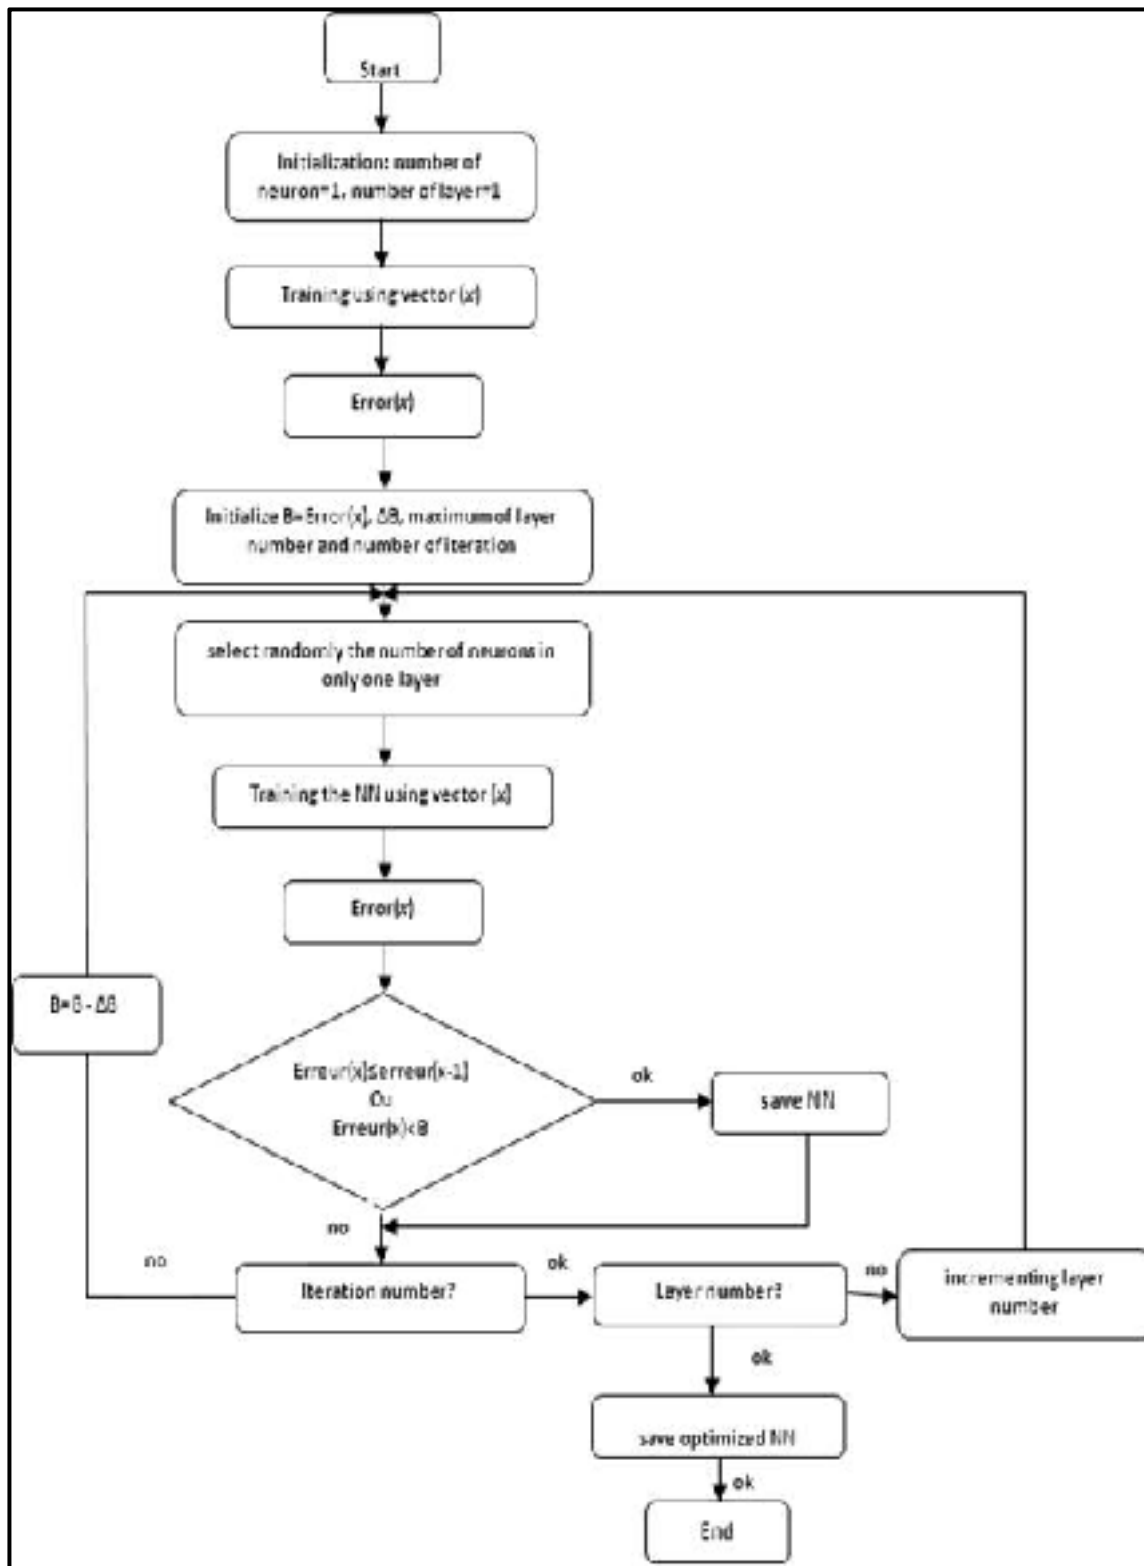 Start
Initialization: number of
neuron=1, number of layer=1
Training using vector (x)
Error(x)
Initialize B=Error(x), ΔB, maximum of layer
number and number of iteration
select randomly the number of neurons in
only one layer
Training the NN using vector (x)
Error(x)
B=B - ΔB
Erreur(x)≤erreur(x-1)
Ou
Erreur(x)<B
ok
save NN
no
no
Iteration number?
ok
Layer number?
no
incrementing layer
number
ok
save optimized NN
ok
End